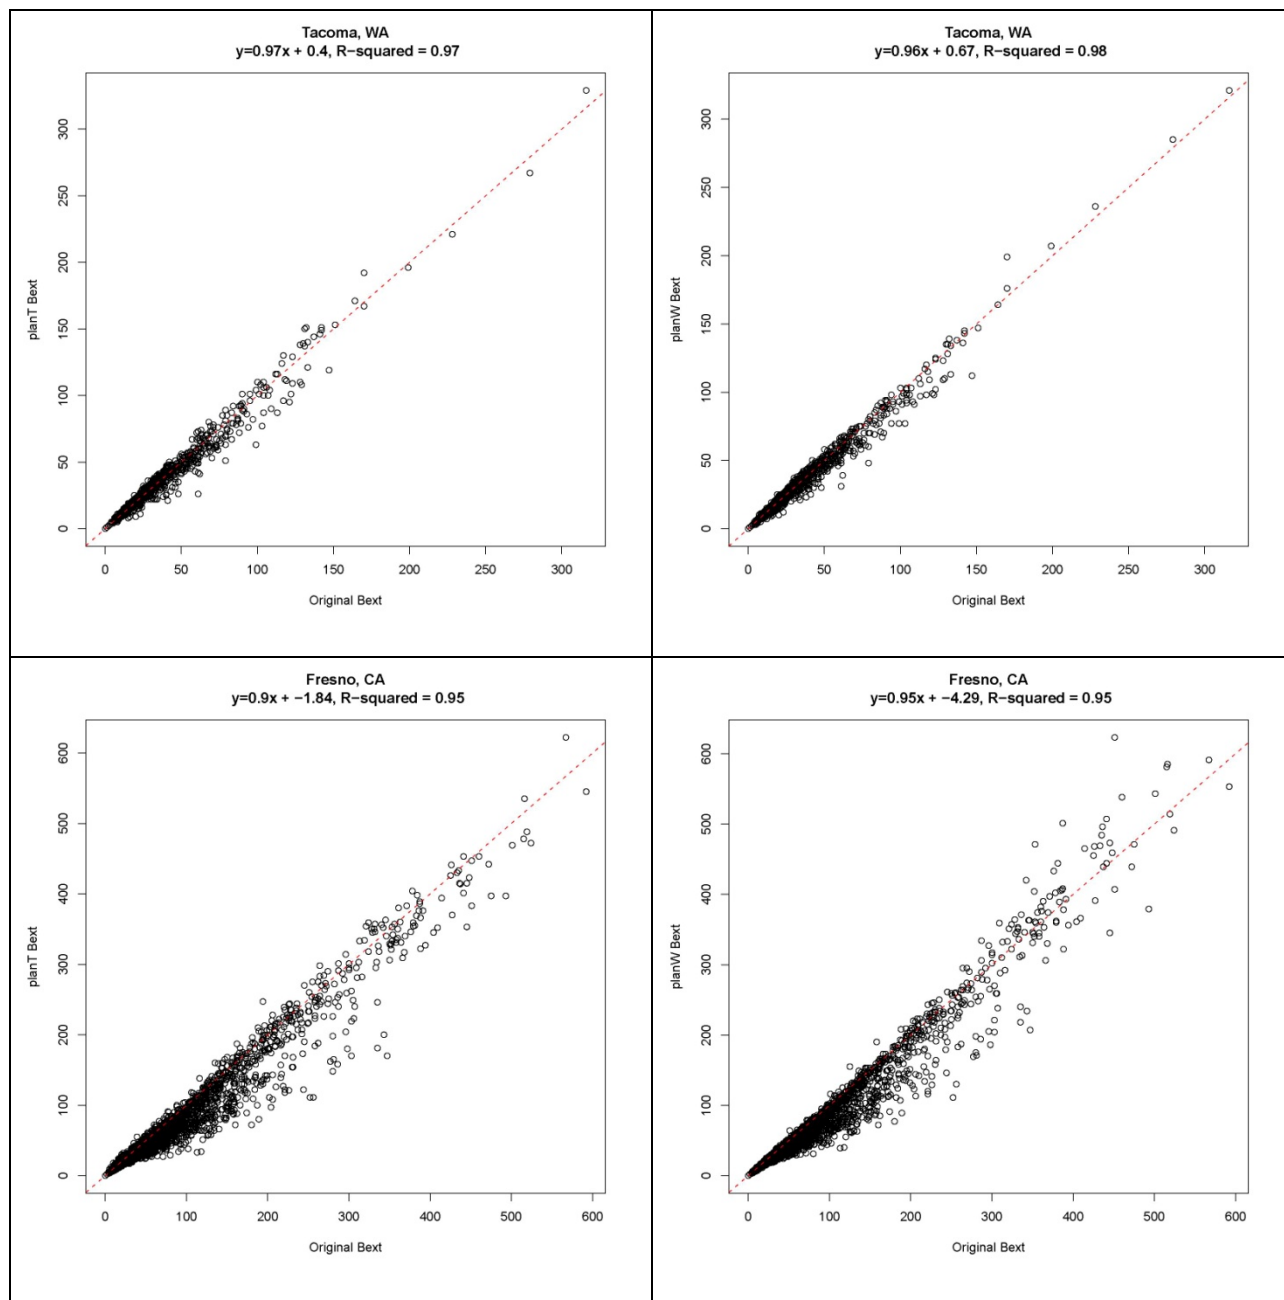 Tacoma, WA
y=0.97x + 0.4, R−squared = 0.97
planT Bext
300
250
200
150
100
50
0
0 50 100 150 200 250 300
Original Bext
Tacoma, WA
y=0.96x + 0.67, R−squared = 0.98
planW Bext
300
250
200
150
100
50
0
0 50 100 150 200 250 300
Original Bext
Fresno, CA
y=0.9x + −1.84, R−squared = 0.95
planT Bext
600
500
400
300
200
100
0
0 100 200 300 400 500 600
Original Bext
Fresno, CA
y=0.95x + −4.29, R−squared = 0.95
planW Bext
600
500
400
300
200
100
0
0 100 200 300 400 500 600
Original Bext